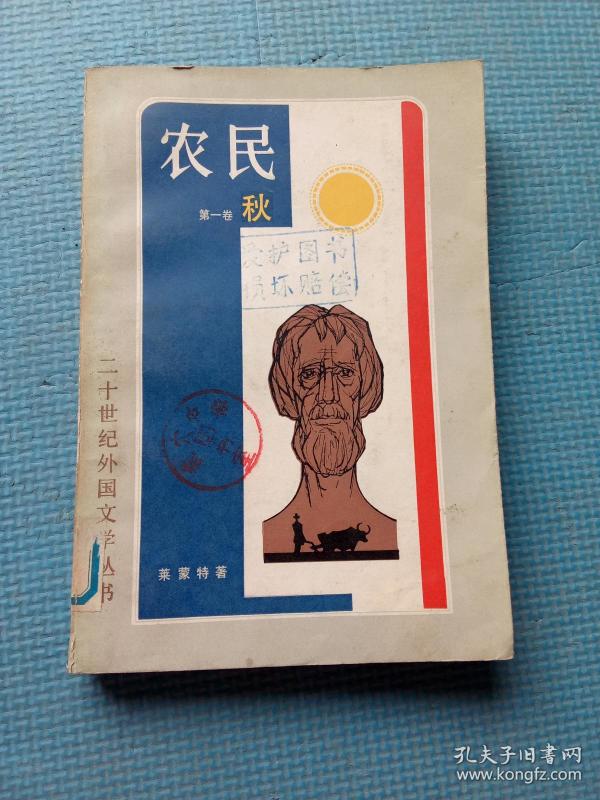 农民
第一卷 秋
爱护图书
损坏赔偿
二十世纪外国文学丛书
莱蒙特著
孔夫子旧书网
www.kongfz.com